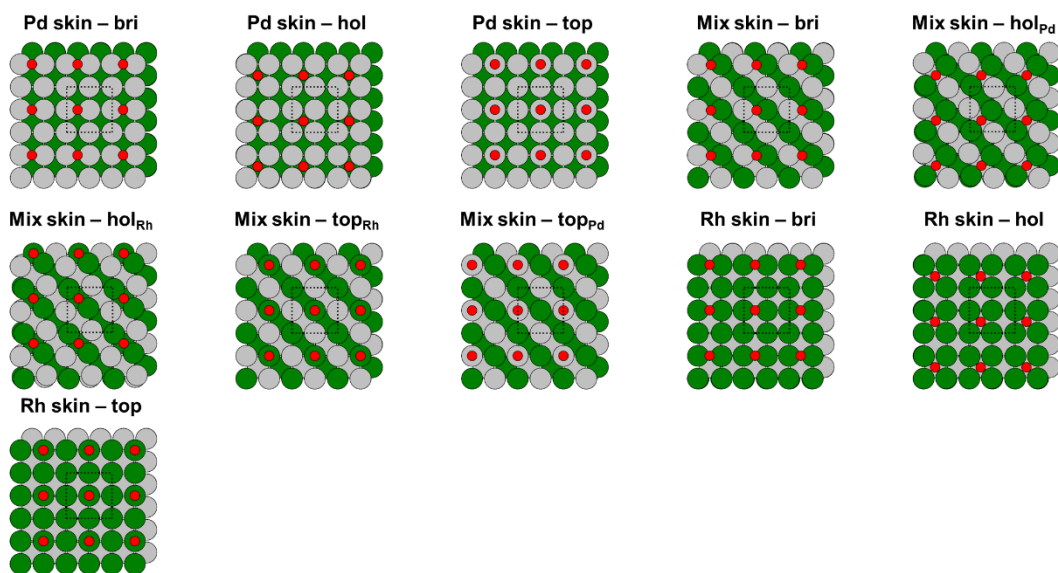 Pd skin – bri
Pd skin – hol
Pd skin – top
Mix skin – bri
Mix skin – holPd
Mix skin – holRh
Mix skin – topRh
Mix skin – topPd
Rh skin – bri
Rh skin – hol
Rh skin – top